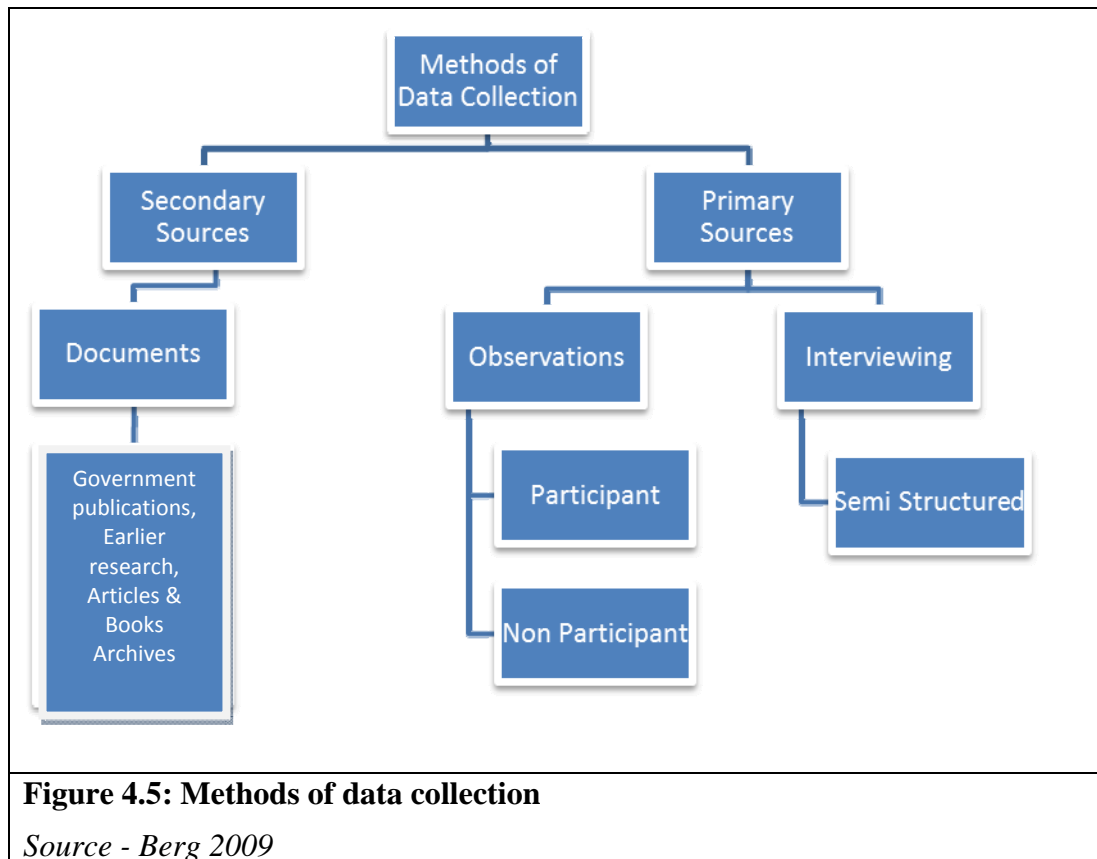 Methods of
Data Collection
Secondary
Sources
Primary
Sources
Documents
Observations
Interviewing
Government
publications,
Earlier
research,
Articles &
Books
Archives
Participant
Semi Structured
Non Participant
Figure 4.5: Methods of data collection
Source - Berg 2009